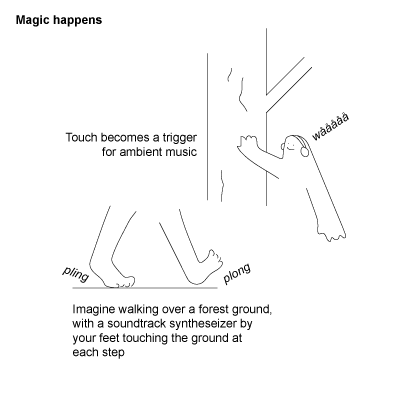 Magic happens
wååååå
Touch becomes a trigger
for ambient music
pling
plong
Imagine walking over a forest ground,
with a soundtrack syntheseizer by
your feet touching the ground at
each step